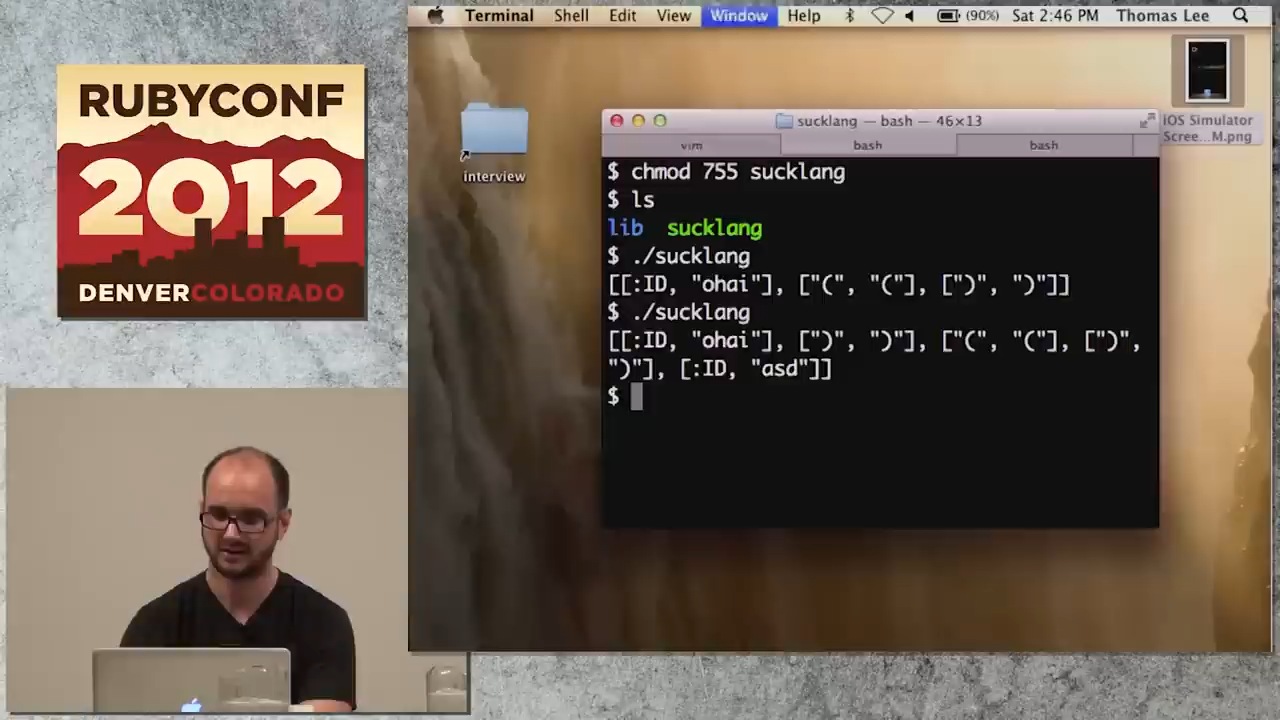 RUBYCONF
2012
DENVERCOLORADO
Terminal Shell Edit View Window Help (90%) Sat 2:46 PM Thomas Lee
interview
iOS Simulator
Scree...M.png
sucklang — bash — 46×13
vim bash bash
$ chmod 755 sucklang
$ ls
lib sucklang
$ ./sucklang
[[:ID, "ohai"], ["(", "("], [")", ")"]]
$ ./sucklang
[[:ID, "ohai"], [")", ")"], ["(", "("], [")",
")"], [:ID, "asd"]]
$